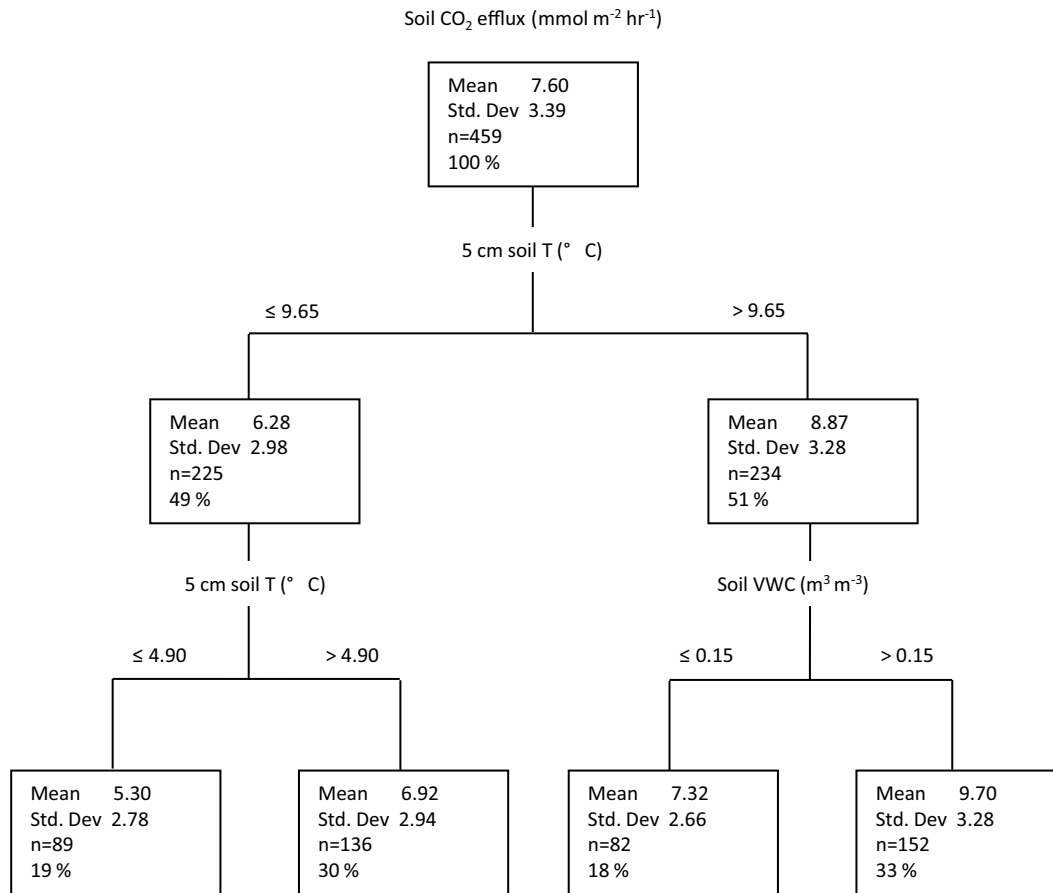 Soil CO₂ efflux (mmol m⁻² hr⁻¹)
Mean 7.60
Std. Dev 3.39
n=459
100 %
5 cm soil T (° C)
≤ 9.65
> 9.65
Mean 6.28
Std. Dev 2.98
n=225
49 %
Mean 8.87
Std. Dev 3.28
n=234
51 %
5 cm soil T (° C)
Soil VWC (m³ m⁻³)
≤ 4.90
> 4.90
≤ 0.15
> 0.15
Mean 5.30
Std. Dev 2.78
n=89
19 %
Mean 6.92
Std. Dev 2.94
n=136
30 %
Mean 7.32
Std. Dev 2.66
n=82
18 %
Mean 9.70
Std. Dev 3.28
n=152
33 %